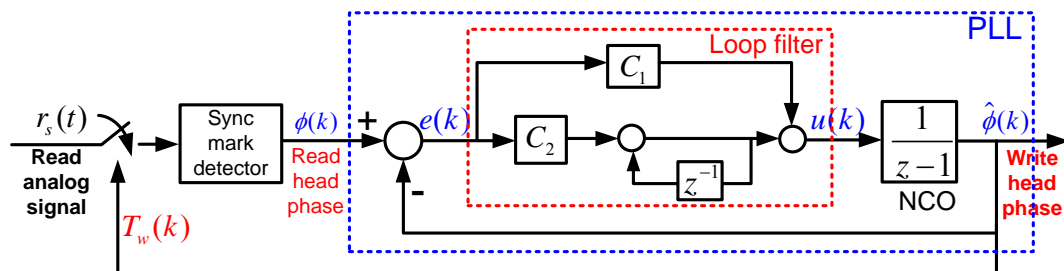 PLL
Loop filter
C₁
r_s(t)
Sync
mark
detector
ϕ(k)
+
e(k)
C₂
u(k)
1
z−1
ϕ̂(k)
Read
analog
signal
Read
head
phase
-
z⁻¹
NCO
Write
head
phase
T_w(k)